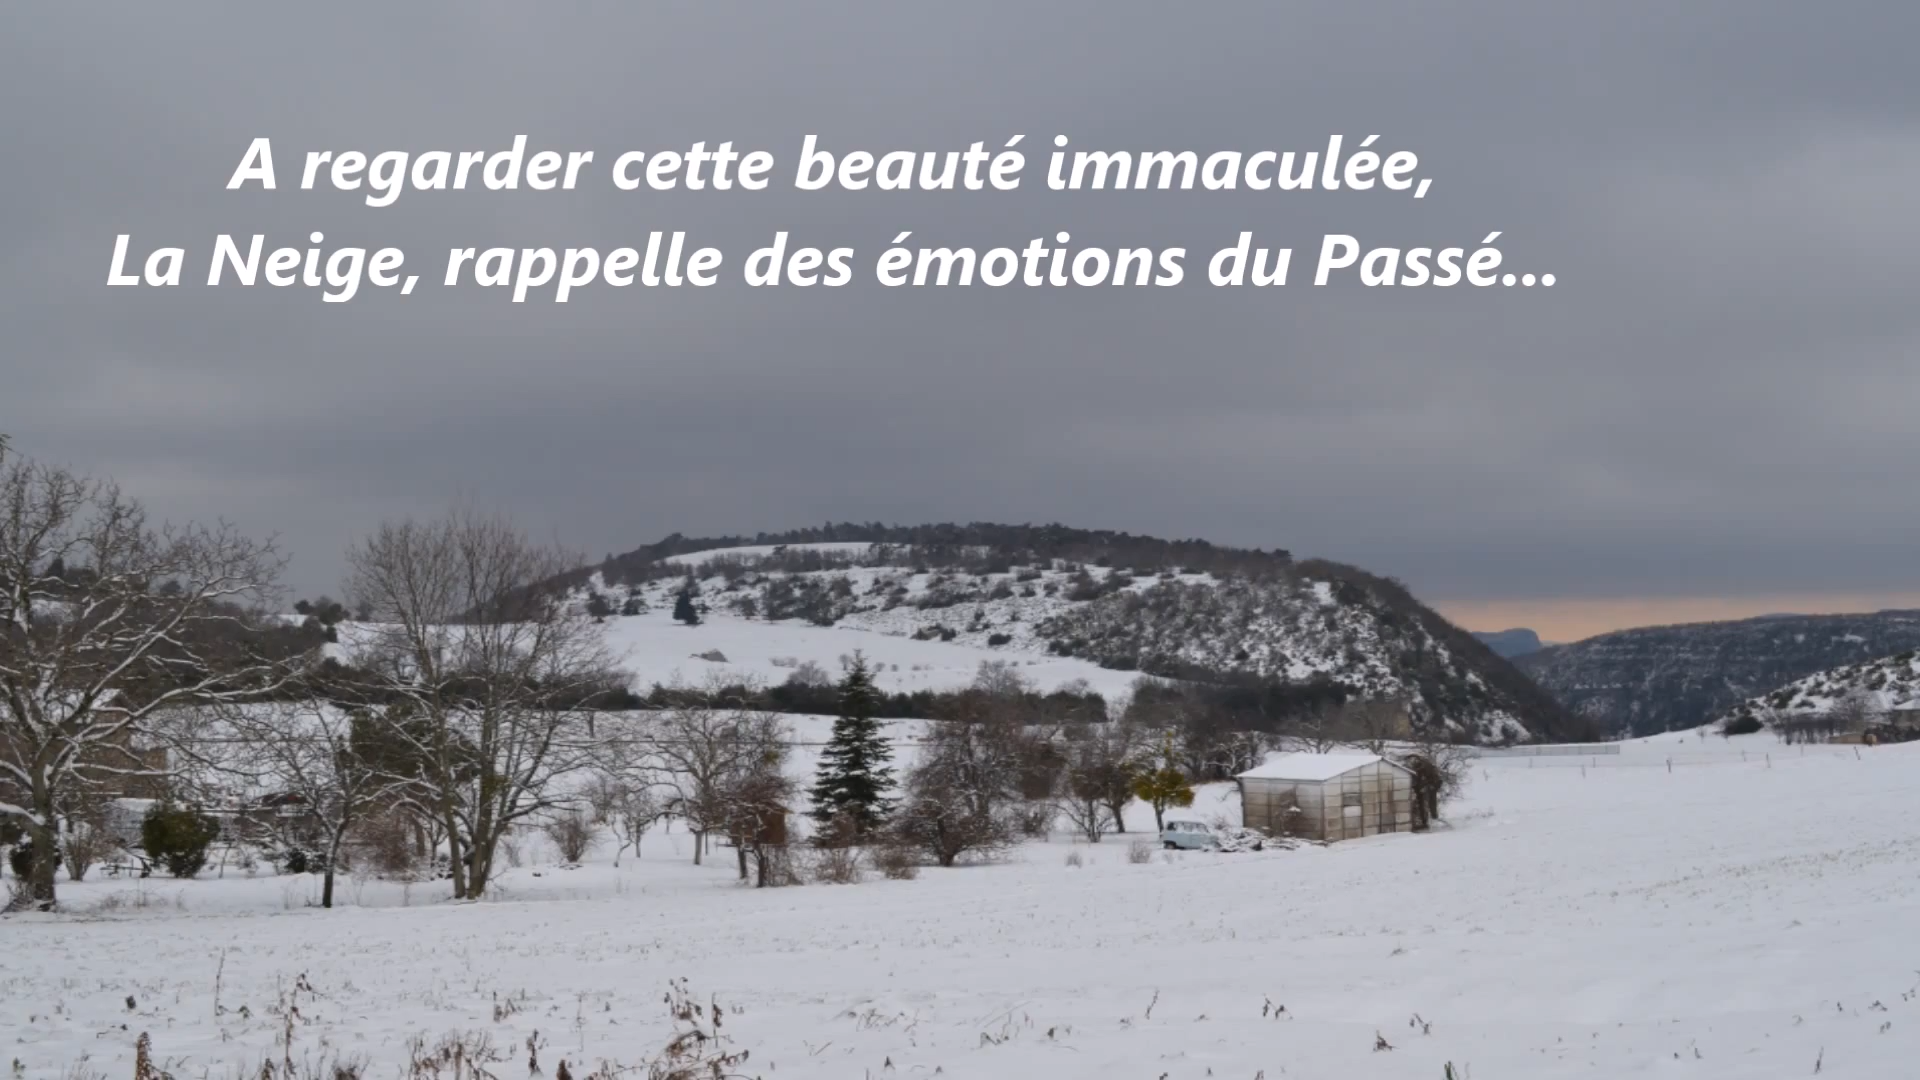 A regarder cette beauté immaculée,
La Neige, rappelle des émotions du Passé...